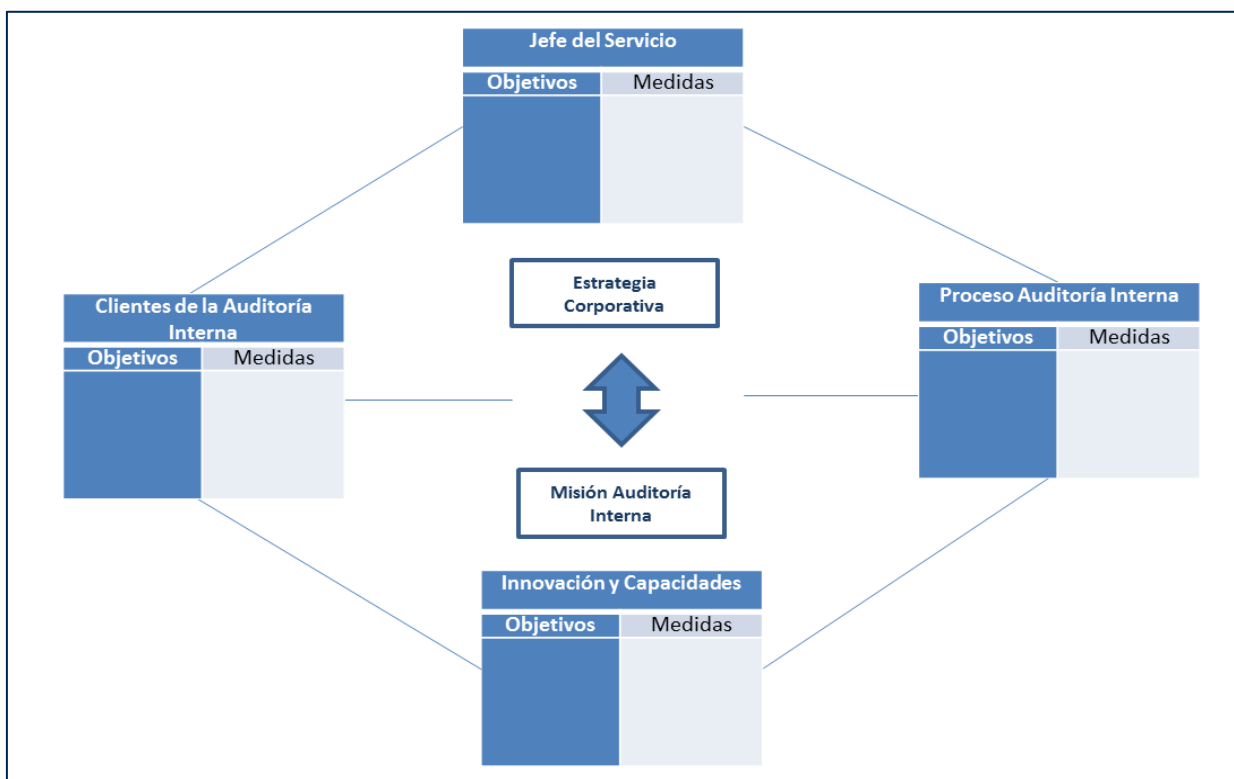 Jefe del Servicio
Objetivos Medidas
Estrategia
Corporativa
Clientes de la Auditoría
Interna
Objetivos Medidas
Proceso Auditoría Interna
Objetivos Medidas
Misión Auditoría
Interna
Innovación y Capacidades
Objetivos Medidas